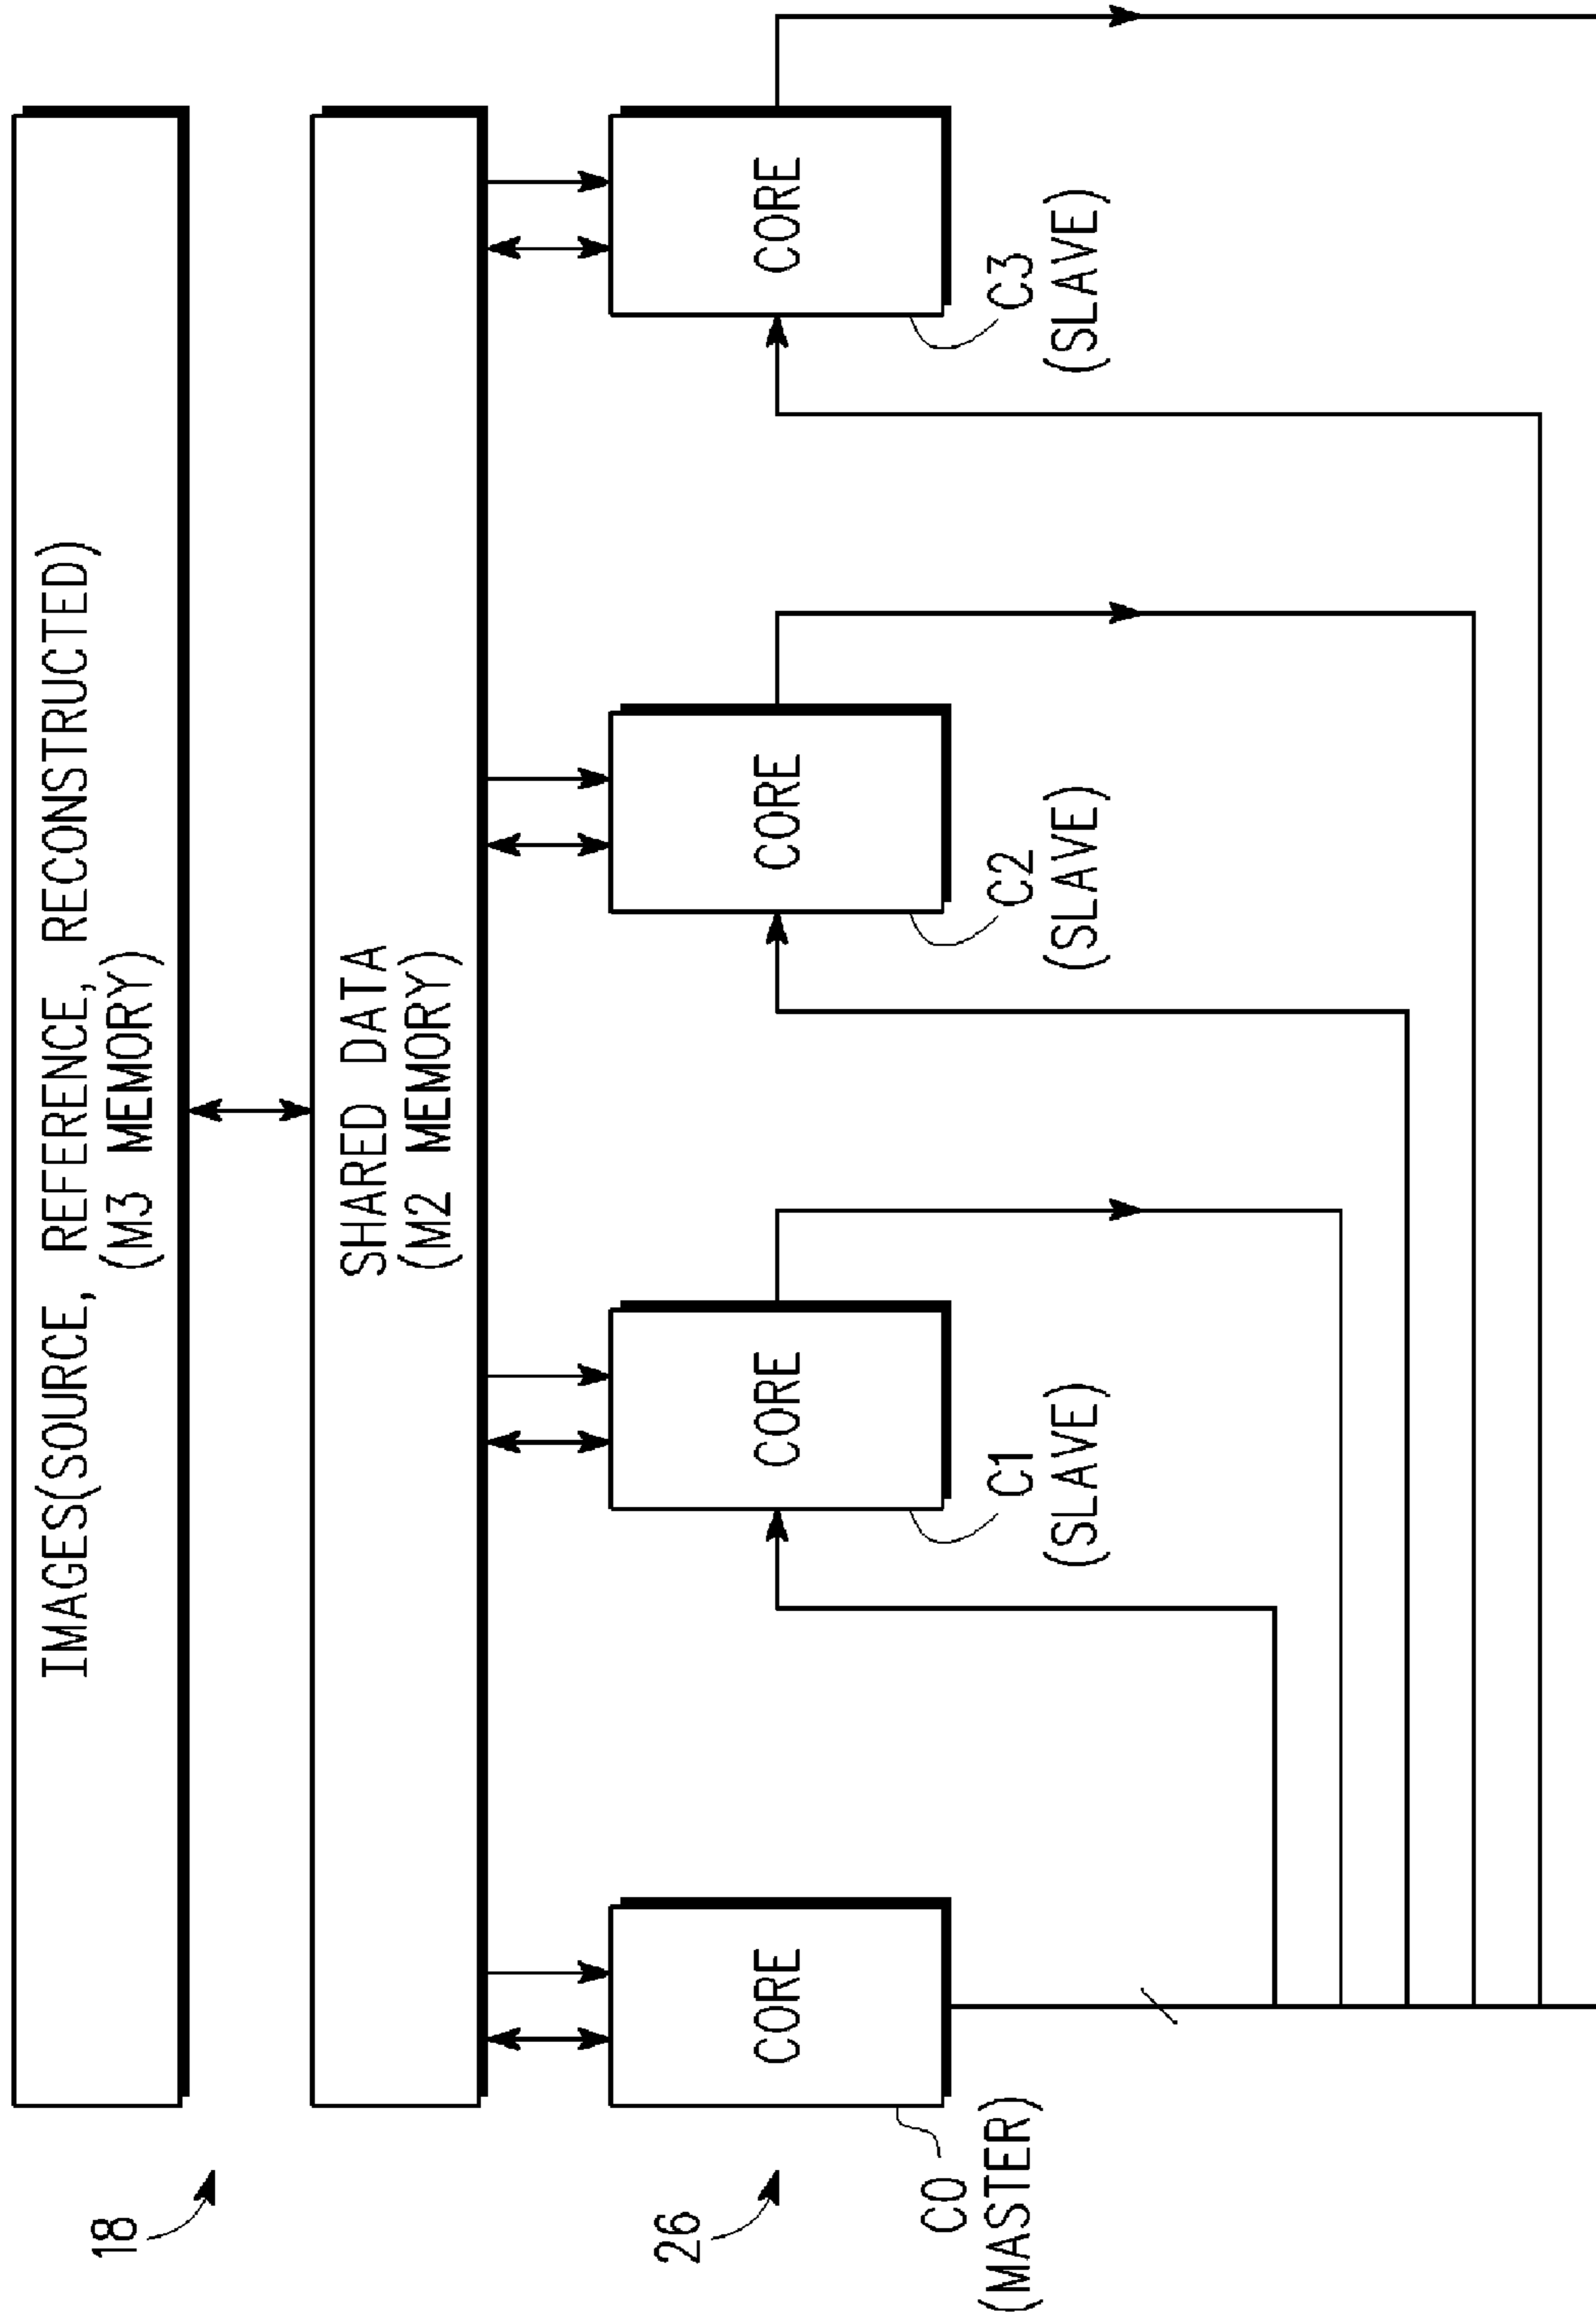 18
IMAGES(SOURCE, REFERENCE, RECONSTRUCTED)
(M3 MEMORY)
SHARED DATA
(M2 MEMORY)
26
CORE
CORE
CORE
CORE
C0
(MASTER)
C1
(SLAVE)
C2
(SLAVE)
C3
(SLAVE)